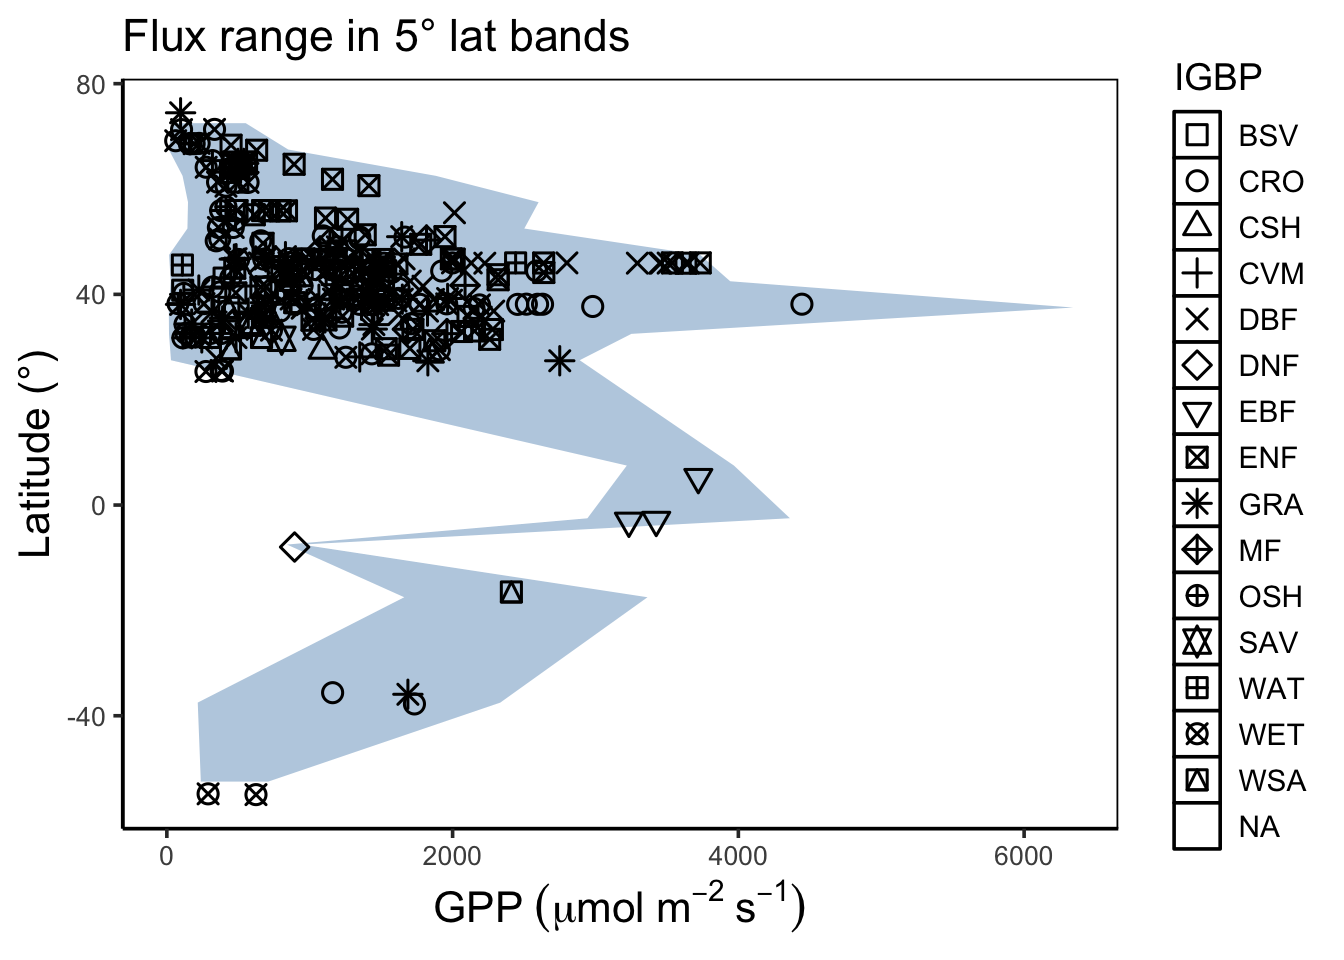 Flux range in 5° lat bands
IGBP
BSV
CRO
CSH
CVM
DBF
DNF
EBF
ENF
GRA
MF
OSH
SAV
WAT
WET
WSA
NA
80
40
0
-40
Latitude (°)
0 2000 4000 6000
GPP (μmol m⁻² s⁻¹)